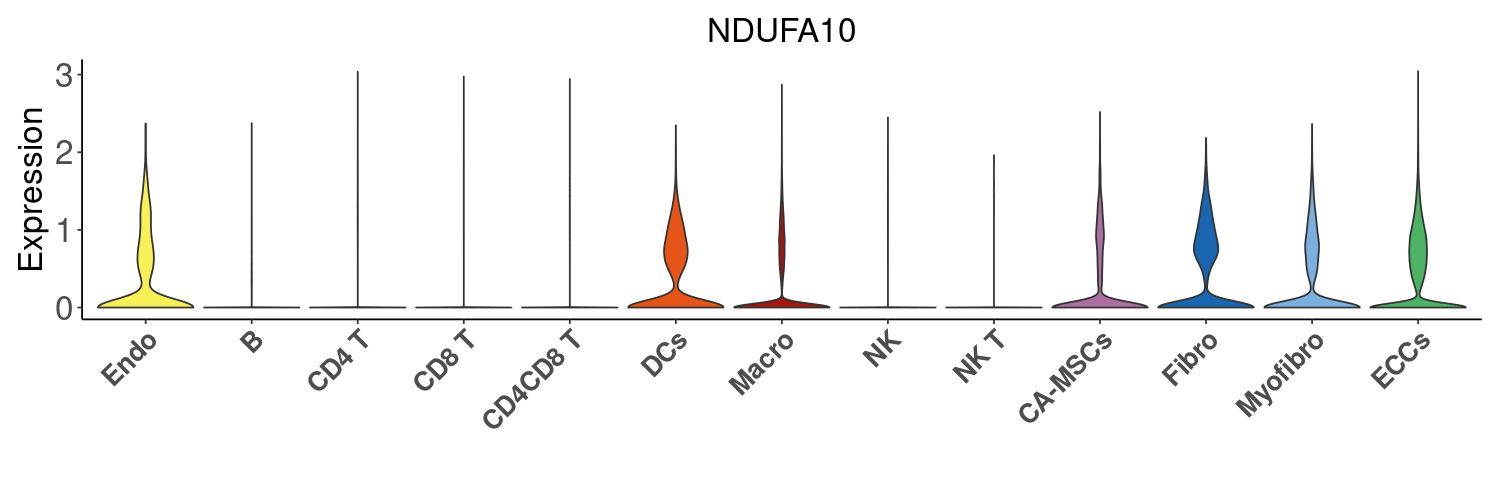 NDUFA10
Expression
3
2
1
0
Endo
B
CD4 T
CD8 T
CD4CD8 T
DCs
Macro
NK
NK T
CA-MSCs
Fibro
Myofibro
ECCs